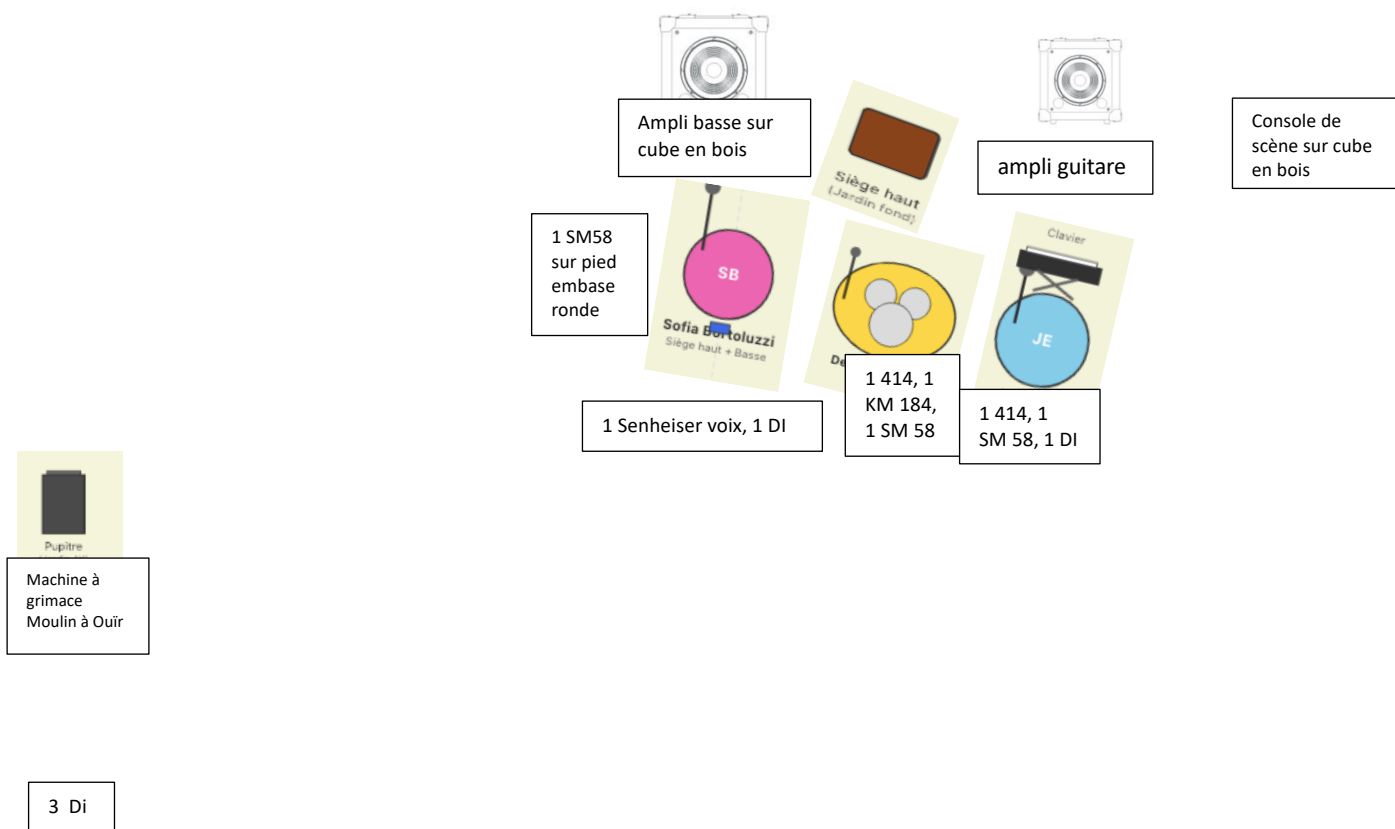 Ampli basse sur
cube en bois
Siège haut
(Jardin fond)
ampli guitare
Console de
scène sur cube
en bois
1 SM58
sur pied
embase
ronde
SB
Sofia Bortoluzzi
Siège haut + Basse
De
Clavier
JE
1 Senheiser voix, 1 DI
1 414, 1
KM 184,
1 SM 58
1 414, 1
SM 58, 1 DI
Pupitre
Machine à
grimace
Moulin à Ouïr
3 Di